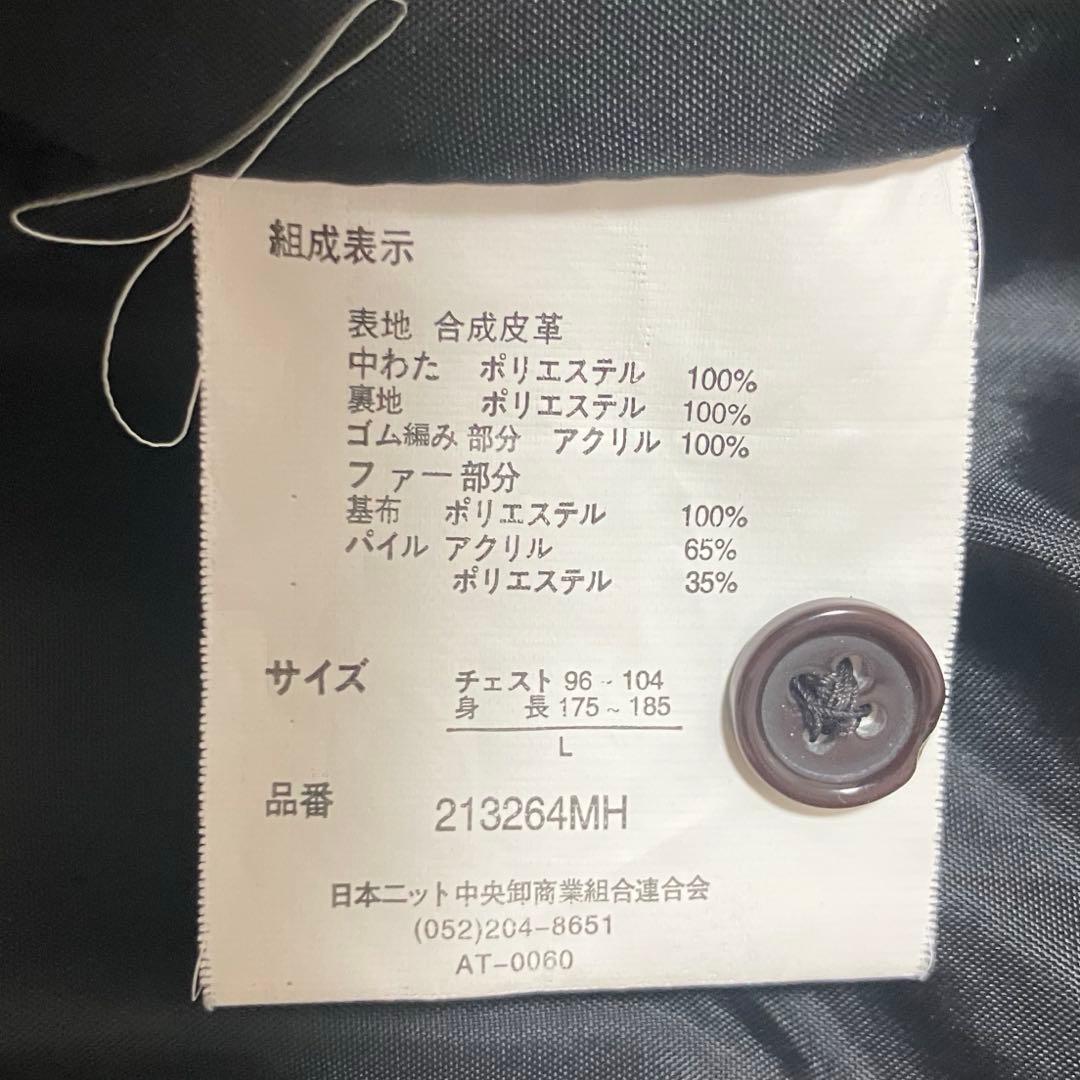 組成表示
表地 合成皮革
中わた ポリエステル 100%
裏地 ポリエステル 100%
ゴム編み部分 アクリル 100%
ファー部分
基布 ポリエステル 100%
パイル アクリル 65%
ポリエステル 35%
サイズ チェスト 96~104
身長 175~185
L
品番 213264MH
日本ニット中央卸商業組合連合会
(052)204-8651
AT-0060